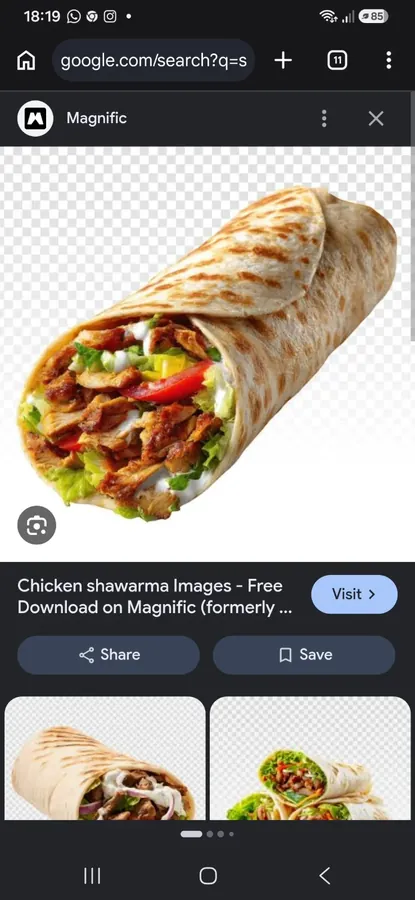 18:19
85
google.com/search?q=s
11
Magnific
Chicken shawarma Images - Free
Download on Magnific (formerly ...
Visit
Share
Save